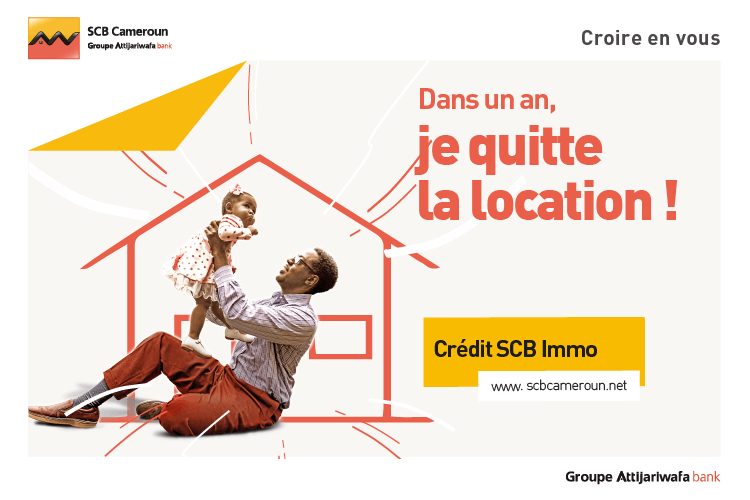 SCB Cameroun
Groupe Attijariwafa bank
Croire en vous
Dans un an,
je quitte
la location !
Crédit SCB Immo
www. scbcameroun.net
Groupe Attijariwafa bank